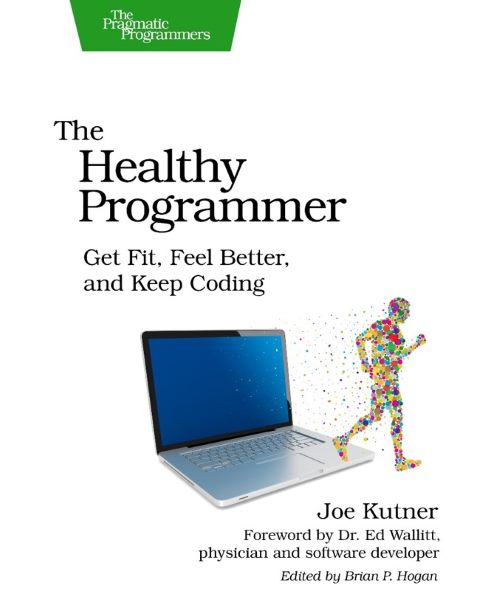 The
Pragmatic
Programmers
The
Healthy
Programmer
Get Fit, Feel Better,
and Keep Coding
Joe Kutner
Foreword by Dr. Ed Wallitt,
physician and software developer
Edited by Brian P. Hogan